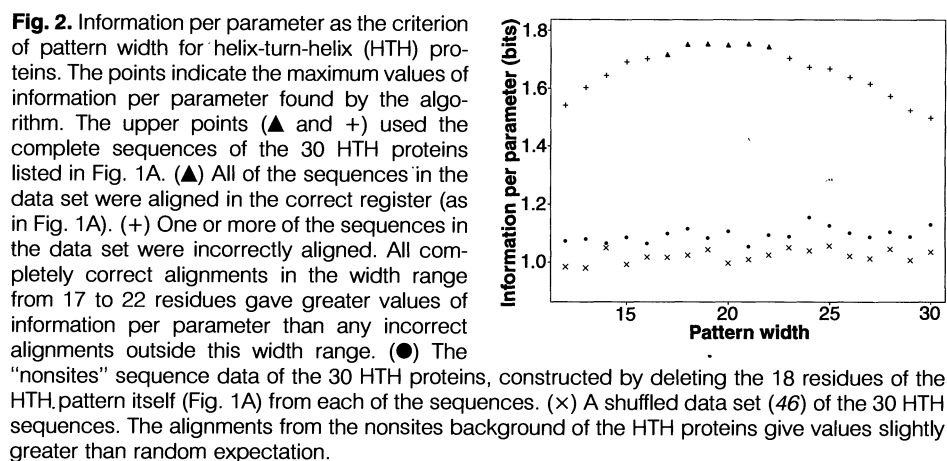 Fig. 2. Information per parameter as the criterion
of pattern width for helix-turn-helix (HTH) pro-
teins. The points indicate the maximum values of
information per parameter found by the algo-
rithm. The upper points (▲ and +) used the
complete sequences of the 30 HTH proteins
listed in Fig. 1A. (▲) All of the sequences in the
data set were aligned in the correct register (as
in Fig. 1A). (+) One or more of the sequences in
the data set were incorrectly aligned. All com-
pletely correct alignments in the width range
from 17 to 22 residues gave greater values of
information per parameter than any incorrect
alignments outside this width range. (●) The
"nonsites" sequence data of the 30 HTH proteins, constructed by deleting the 18 residues of the
HTH pattern itself (Fig. 1A) from each of the sequences. (×) A shuffled data set (46) of the 30 HTH
sequences. The alignments from the nonsites background of the HTH proteins give values slightly
greater than random expectation.
Information per parameter (bits)
1.8
1.6
1.4
1.2
1.0
15 20 25 30
Pattern width